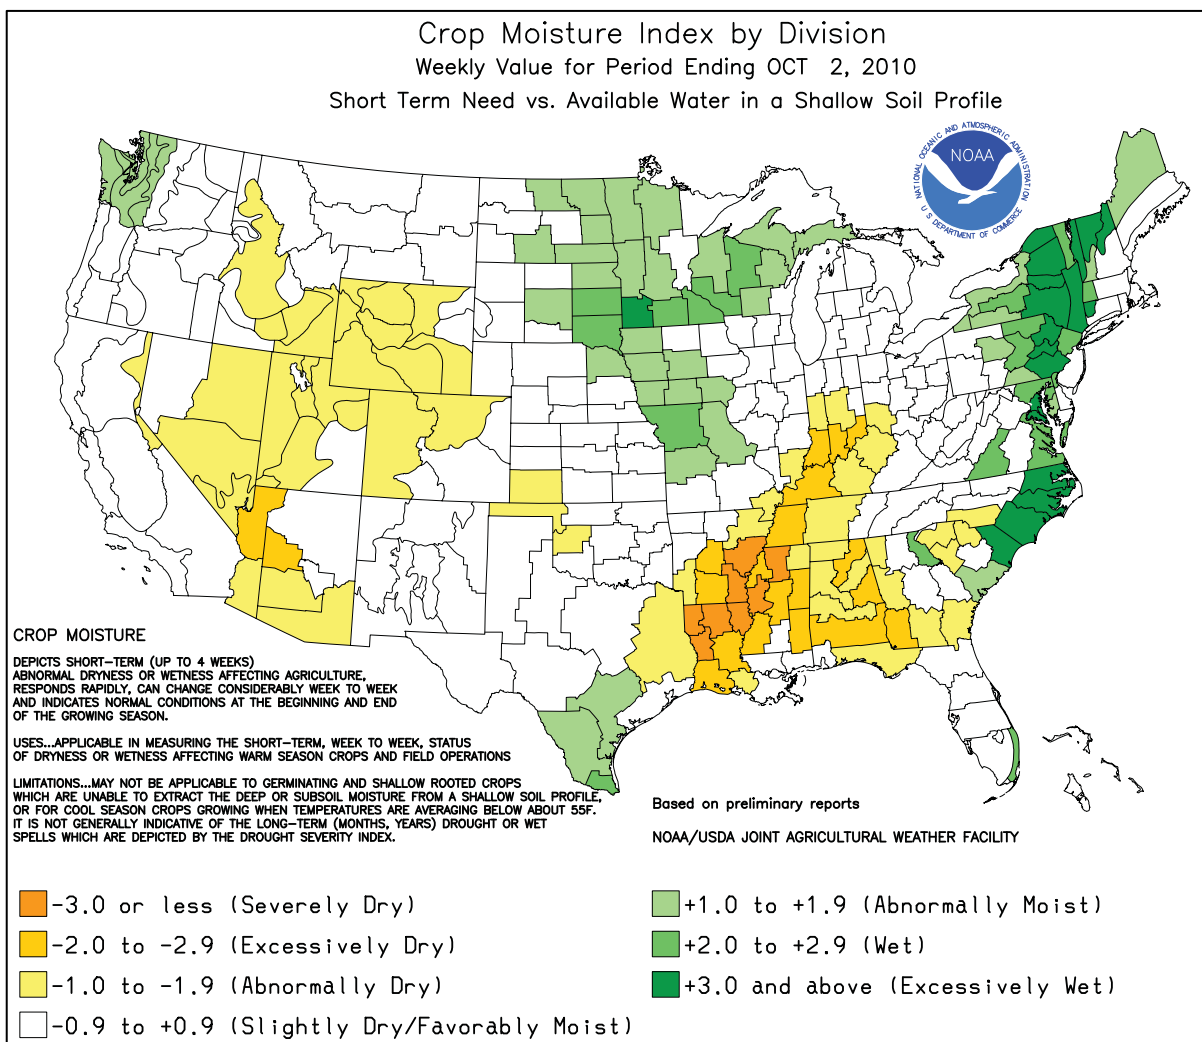 Crop Moisture Index by Division
Weekly Value for Period Ending OCT 2, 2010
Short Term Need vs. Available Water in a Shallow Soil Profile
NATIONAL OCEANIC AND ATMOSPHERIC ADMINISTRATION
NOAA
U S DEPARTMENT OF COMMERCE
CROP MOISTURE
DEPICTS SHORT-TERM (UP TO 4 WEEKS)
ABNORMAL DRYNESS OR WETNESS AFFECTING AGRICULTURE,
RESPONDS RAPIDLY, CAN CHANGE CONSIDERABLY WEEK TO WEEK
AND INDICATES NORMAL CONDITIONS AT THE BEGINNING AND END
OF THE GROWING SEASON.
USES...APPLICABLE IN MEASURING THE SHORT-TERM, WEEK TO WEEK, STATUS
OF DRYNESS OR WETNESS AFFECTING WARM SEASON CROPS AND FIELD OPERATIONS
LIMITATIONS...MAY NOT BE APPLICABLE TO GERMINATING AND SHALLOW ROOTED CROPS
WHICH ARE UNABLE TO EXTRACT THE DEEP OR SUBSOIL MOISTURE FROM A SHALLOW SOIL PROFILE,
OR FOR COOL SEASON CROPS GROWING WHEN TEMPERATURES ARE AVERAGING BELOW ABOUT 55F.
IT IS NOT GENERALLY INDICATIVE OF THE LONG-TERM (MONTHS, YEARS) DROUGHT OR WET
SPELLS WHICH ARE DEPICTED BY THE DROUGHT SEVERITY INDEX.
Based on preliminary reports
NOAA/USDA JOINT AGRICULTURAL WEATHER FACILITY
-3.0 or less (Severely Dry)
-2.0 to -2.9 (Excessively Dry)
-1.0 to -1.9 (Abnormally Dry)
-0.9 to +0.9 (Slightly Dry/Favorably Moist)
+1.0 to +1.9 (Abnormally Moist)
+2.0 to +2.9 (Wet)
+3.0 and above (Excessively Wet)